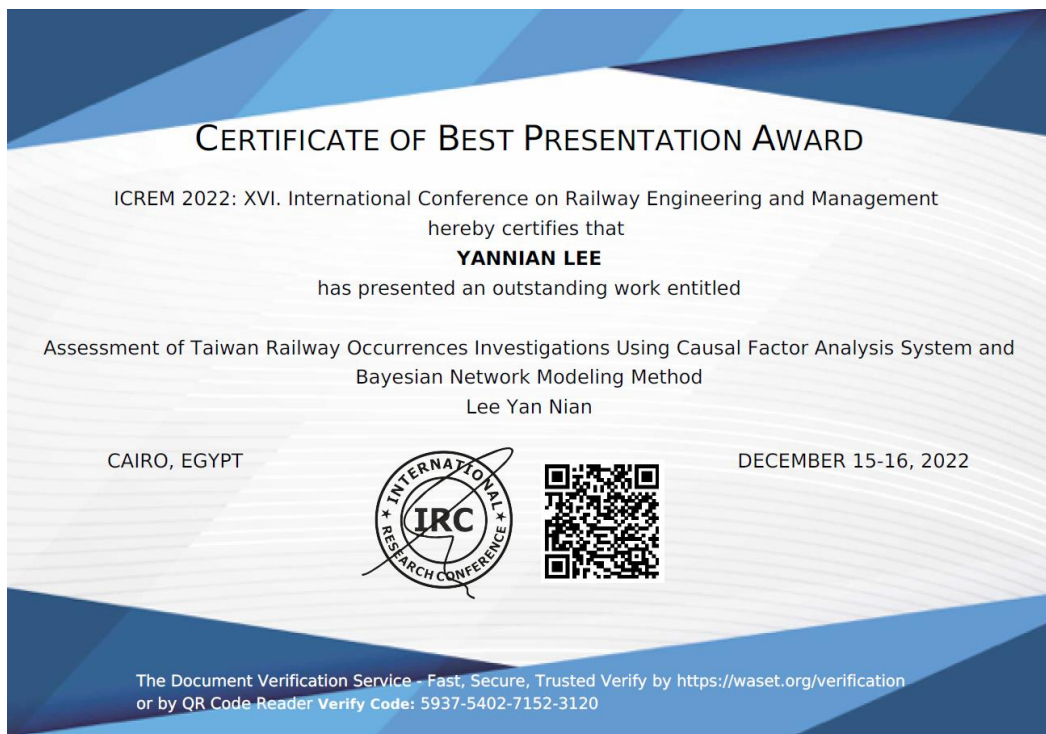 CERTIFICATE OF BEST PRESENTATION AWARD
ICREM 2022: XVI. International Conference on Railway Engineering and Management
hereby certifies that
YANNIAN LEE
has presented an outstanding work entitled
Assessment of Taiwan Railway Occurrences Investigations Using Causal Factor Analysis System and
Bayesian Network Modeling Method
Lee Yan Nian
CAIRO, EGYPT
INTERNATIONAL
IRC
RESEARCH CONFERENCE
DECEMBER 15-16, 2022
The Document Verification Service - Fast, Secure, Trusted Verify by https://waset.org/verification
or by QR Code Reader Verify Code: 5937-5402-7152-3120